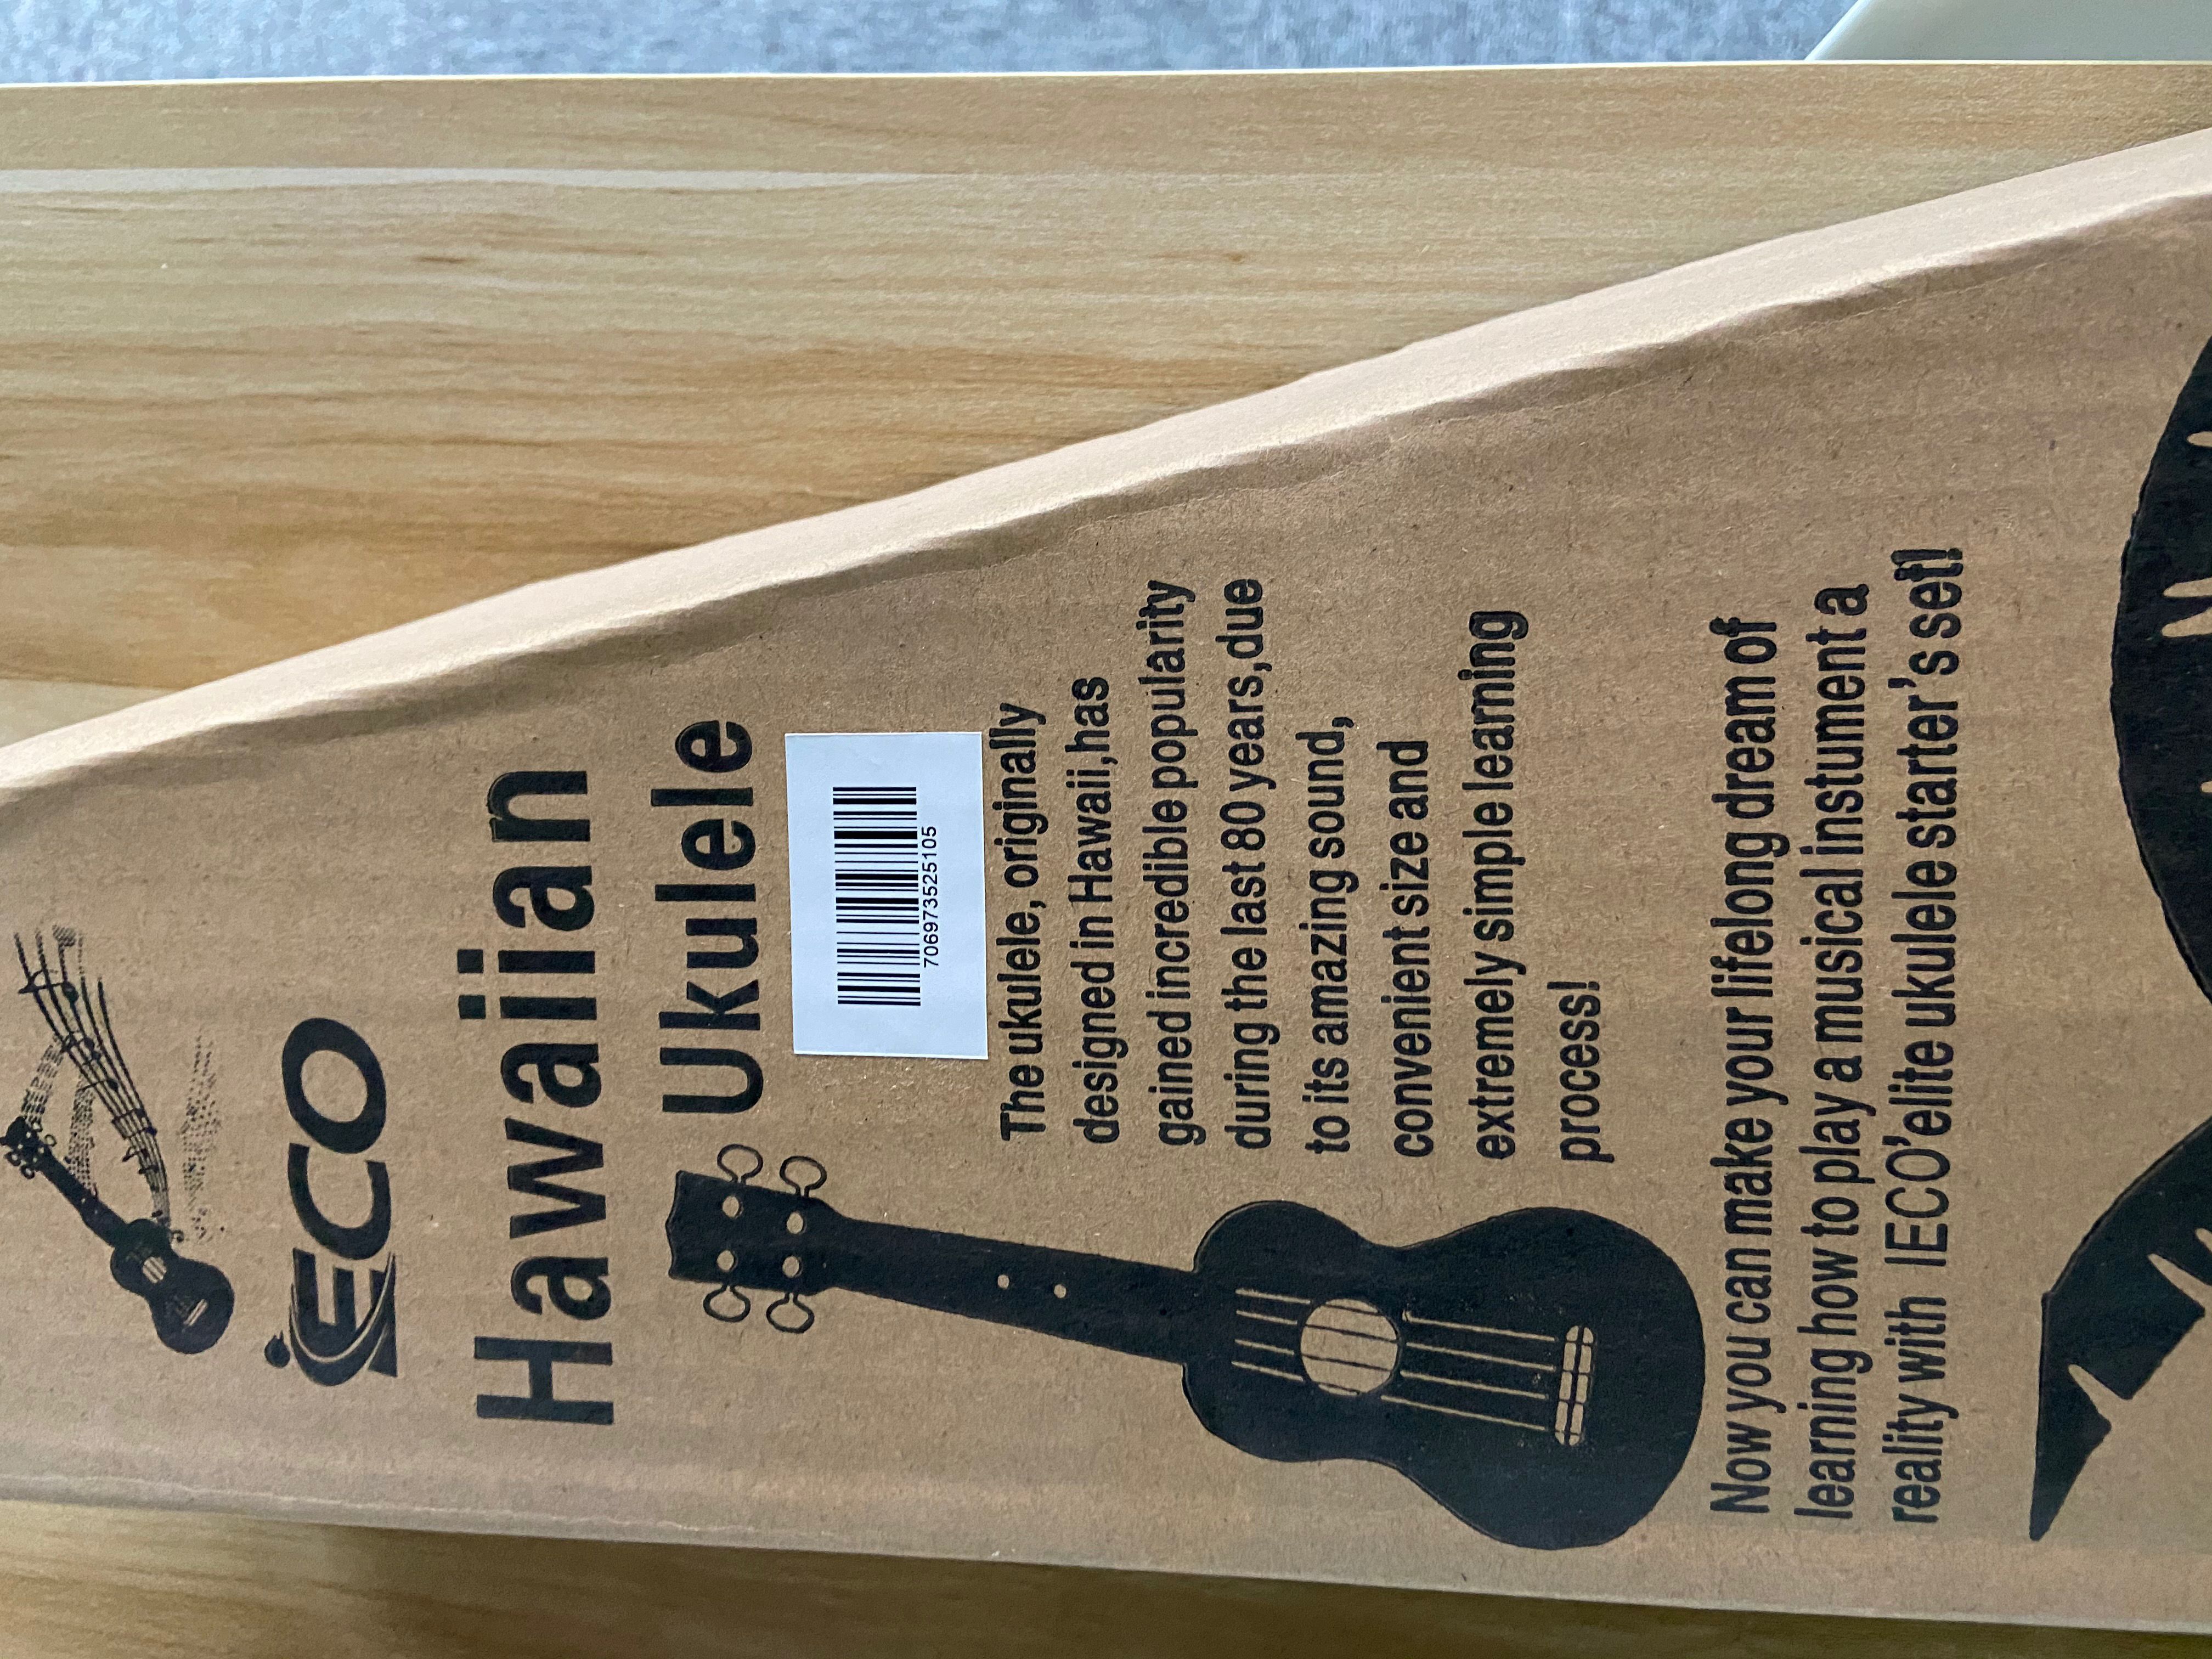 IECO
Hawaiian
Ukulele
706973525105
The ukulele, originally
designed in Hawaii,has
gained incredible popularity
during the last 80 years,due
to its amazing sound,
convenient size and
extremely simple learning
process!
Now you can make your lifelong dream of
learning how to play a musical instument a
reality with IECO'elite ukulele starter's set!